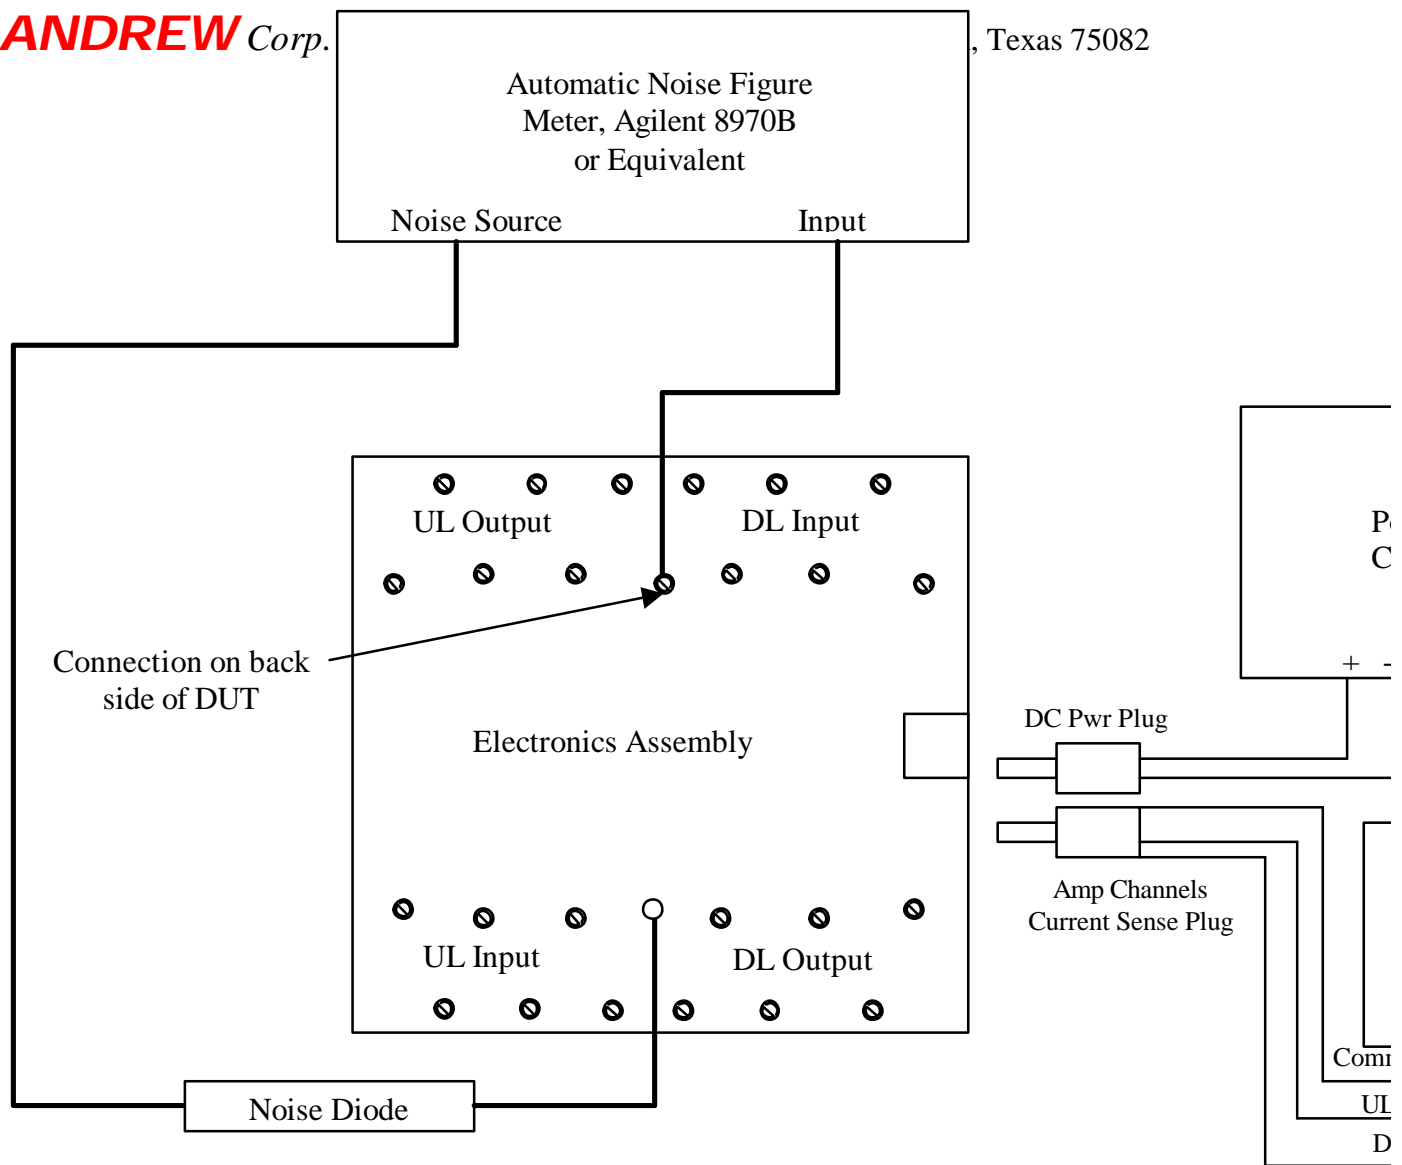 ANDREW Corp.
, Texas 75082
Automatic Noise Figure
Meter, Agilent 8970B
or Equivalent
Noise Source
Input
UL Output
DL Input
Connection on back
side of DUT
+ -
DC Pwr Plug
Electronics Assembly
Amp Channels
Current Sense Plug
UL Input
DL Output
Noise Diode
UL